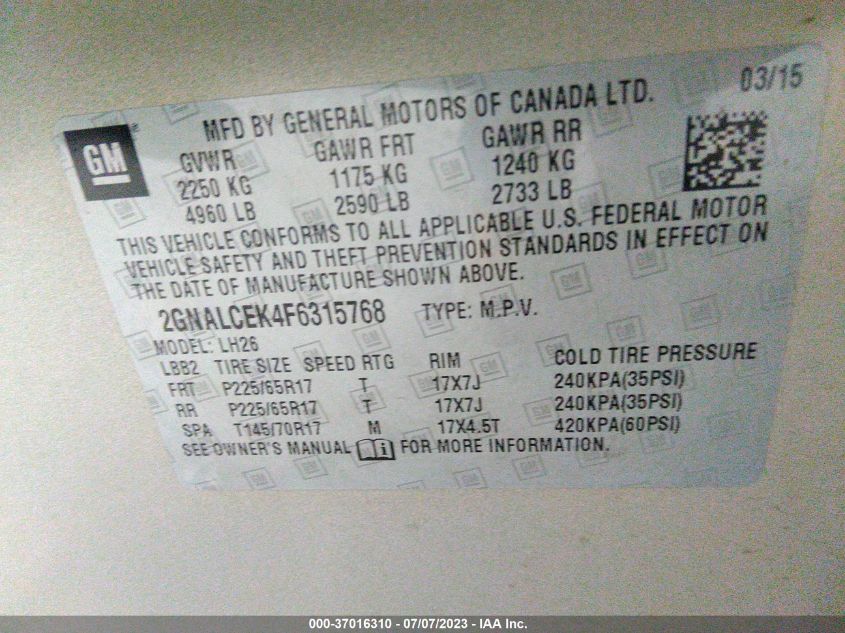 03/15
MFD BY GENERAL MOTORS OF CANADA LTD.
GM
GVWR GAWR FRT GAWR RR
2250 KG 1175 KG 1240 KG
4960 LB 2590 LB 2733 LB
THIS VEHICLE CONFORMS TO ALL APPLICABLE U.S. FEDERAL MOTOR
VEHICLE SAFETY AND THEFT PREVENTION STANDARDS IN EFFECT ON
THE DATE OF MANUFACTURE SHOWN ABOVE.
2GNALCEK4F6315768 TYPE: M.P.V.
MODEL: LH26
LBB2 TIRE SIZE SPEED RTG RIM COLD TIRE PRESSURE
FRT P225/65R17 T 17X7J 240KPA(35PSI)
RR P225/65R17 T 17X7J 240KPA(35PSI)
SPA T145/70R17 M 17X4.5T 420KPA(60PSI)
SEE OWNER'S MANUAL FOR MORE INFORMATION.
000-37016310 - 07/07/2023 - IAA Inc.